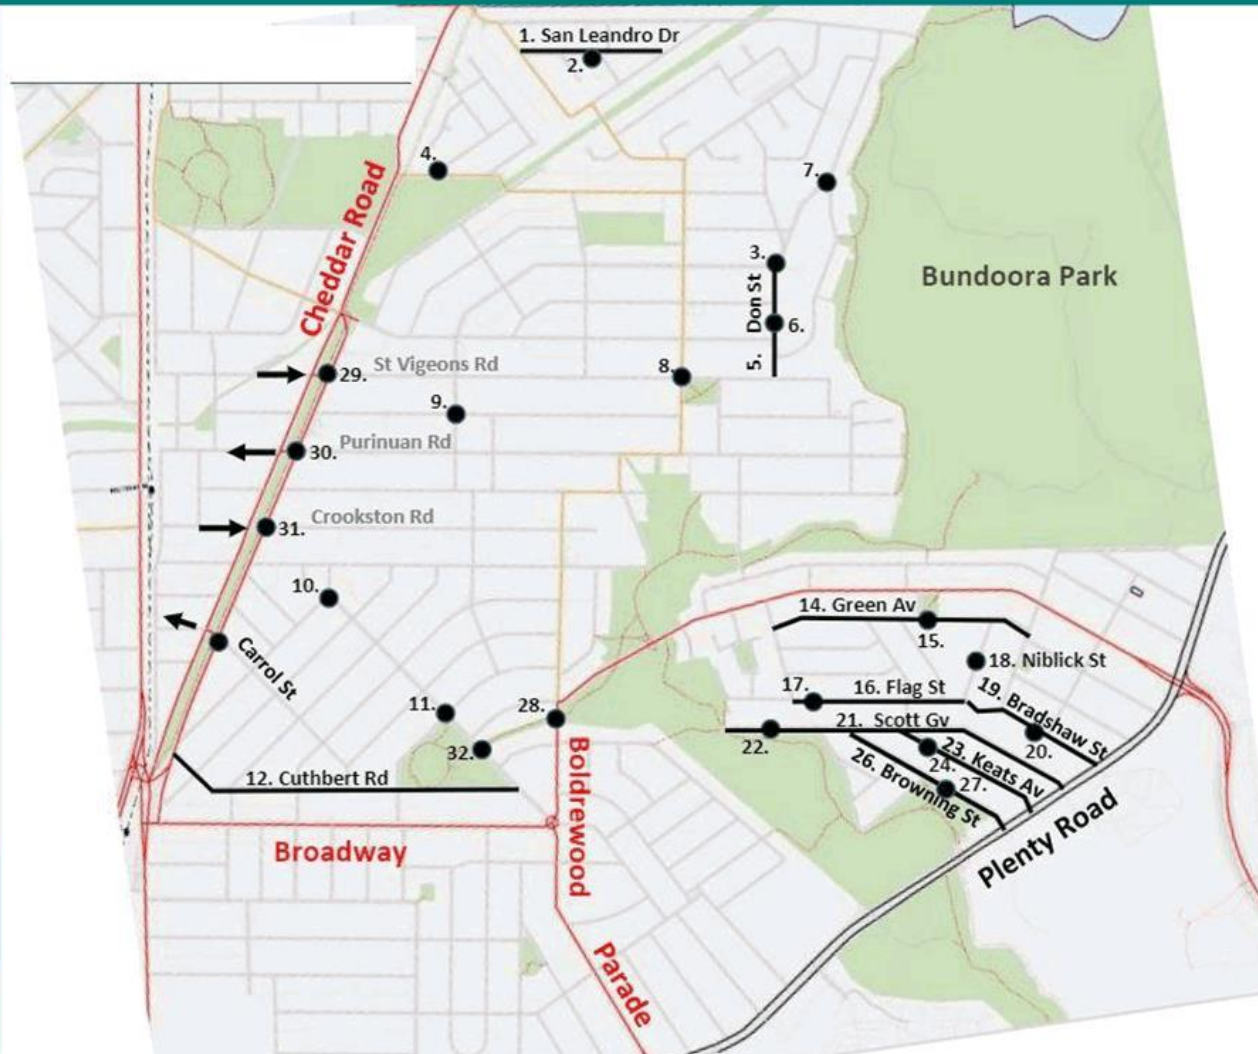 1. San Leandro Dr
2.
4.
7.
Cheddar Road
3.
Don St
Bundoora Park
6.
5.
St Vigeons Rd
29.
8.
9.
Purinuan Rd
30.
Crookston Rd
31.
10.
14. Green Av
15.
Carrol St
18. Niblick St
17.
16. Flag St
19. Bradshaw St
11.
28.
21. Scott Gv
20.
22.
32.
23. Keats Av
24.
12. Cuthbert Rd
26. Browning St
27.
Boldrewood
Broadway
Plenty Road
Parade